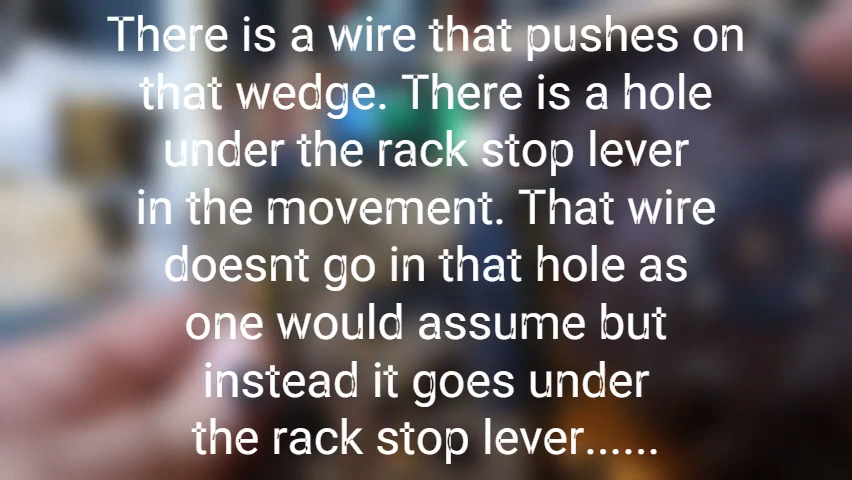 There is a wire that pushes on
that wedge. There is a hole
under the rack stop lever
in the movement. That wire
doesnt go in that hole as
one would assume but
instead it goes under
the rack stop lever......